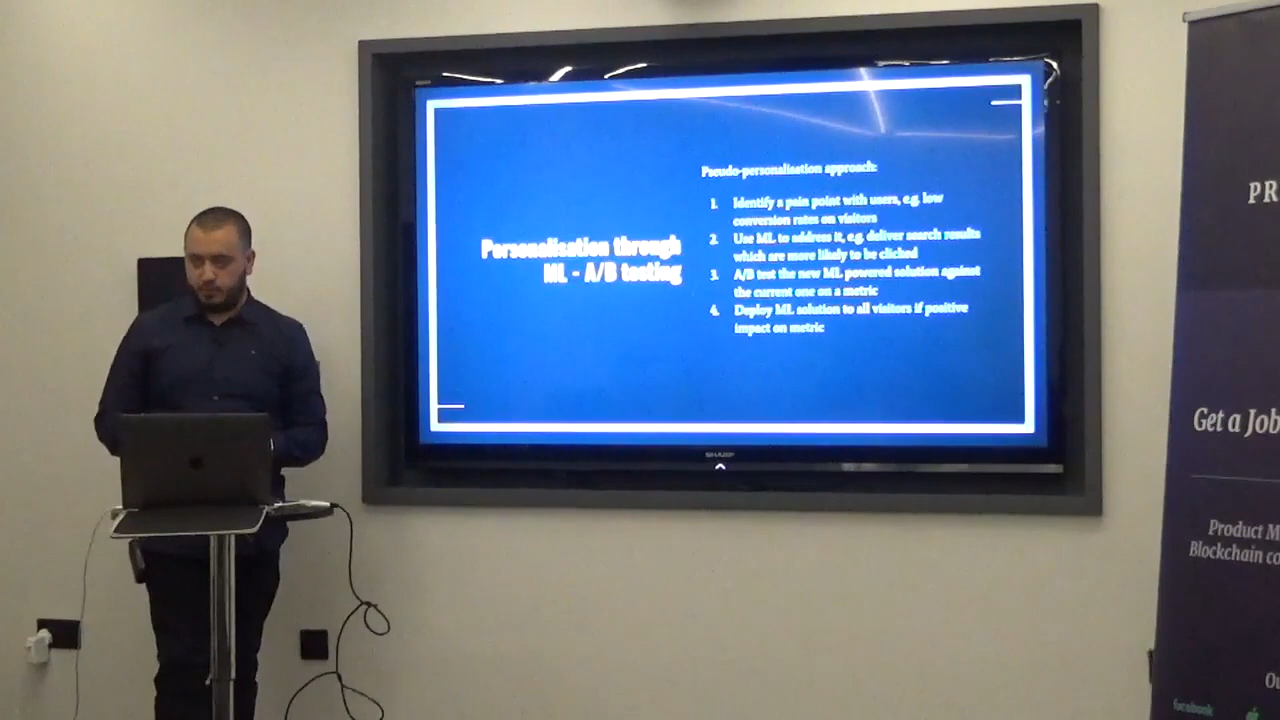 Personalisation through
ML - A/B testing
Pseudo-personalisation approach:
1. Identify a pain point with users, e.g. low
conversion rates on visitors
2. Use ML to address it, e.g. deliver search results
which are more likely to be clicked
3. A/B test the new ML powered solution against
the current one on a metric
4. Deploy ML solution to all visitors if positive
impact on metric
SHARP
PR
Get a Job
Product M
Blockchain co
Ou
facebook